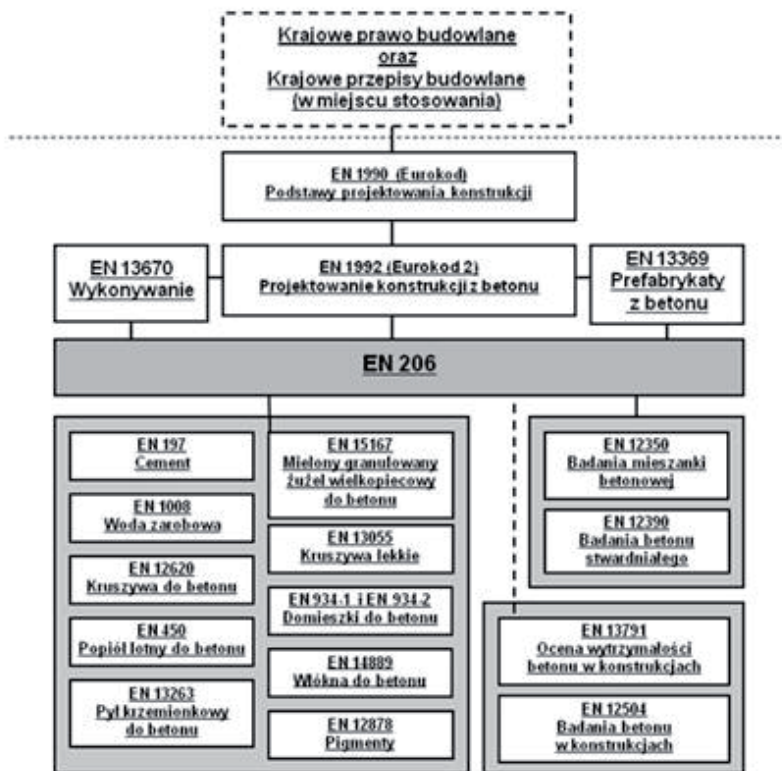 Krajowe prawo budowlane
oraz
Krajowe przepisy budowlane
(w miejscu stosowania)
EN 1990 (Eurokod)
Podstawy projektowania konstrukcji
EN 13670
Wykonywanie
EN 1992 (Eurokod 2)
Projektowanie konstrukcji z betonu
EN 13369
Prefabrykaty
z betonu
EN 206
EN 197
Cement
EN 1008
Woda zarobowa
EN 12620
Kruszywa do betonu
EN 450
Popiół lotny do betonu
EN 13263
Pył krzemionkowy
do betonu
EN 15167
Mielony granulowany
żużel wielkopiecowy
do betonu
EN 13055
Kruszywa lekkie
EN 934-1 i EN 934-2
Domieszki do betonu
EN 14889
Włókna do betonu
EN 12878
Pigmenty
EN 12350
Badania mieszanki
betonowej
EN 12390
Badania betonu
stwardniałego
EN 13791
Ocena wytrzymałości
betonu w konstrukcjach
EN 12504
Badania betonu
w konstrukcjach